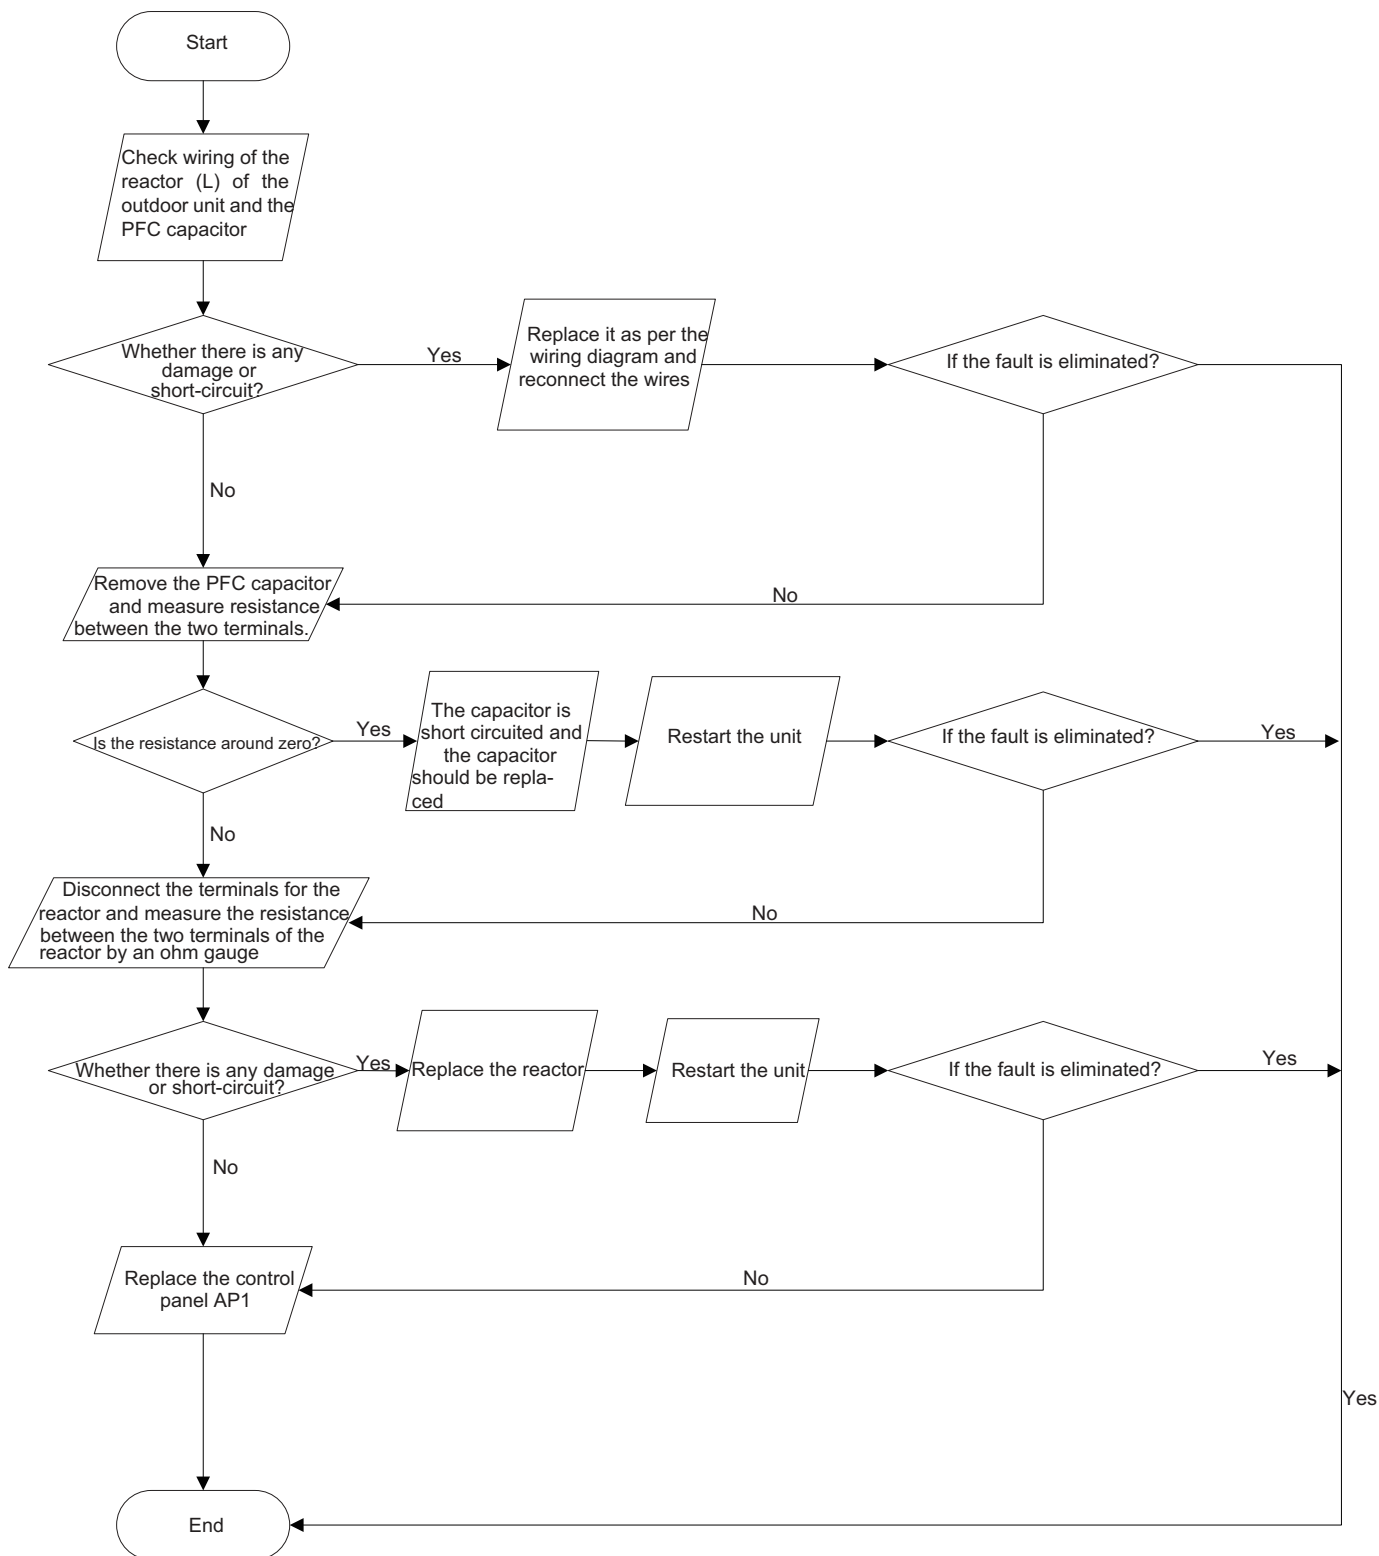 Start
Check wiring of the
reactor (L) of the
outdoor unit and the
PFC capacitor
Whether there is any
damage or
short-circuit?
Yes
Replace it as per the
wiring diagram and
reconnect the wires
If the fault is eliminated?
No
Remove the PFC capacitor
and measure resistance
between the two terminals.
No
Is the resistance around zero?
Yes
The capacitor is
short circuited and
the capacitor
should be repla-
ced
Restart the unit
If the fault is eliminated?
Yes
No
Disconnect the terminals for the
reactor and measure the resistance
between the two terminals of the
reactor by an ohm gauge
No
Whether there is any damage
or short-circuit?
Yes
Replace the reactor
Restart the unit
If the fault is eliminated?
Yes
No
Replace the control
panel AP1
No
Yes
End